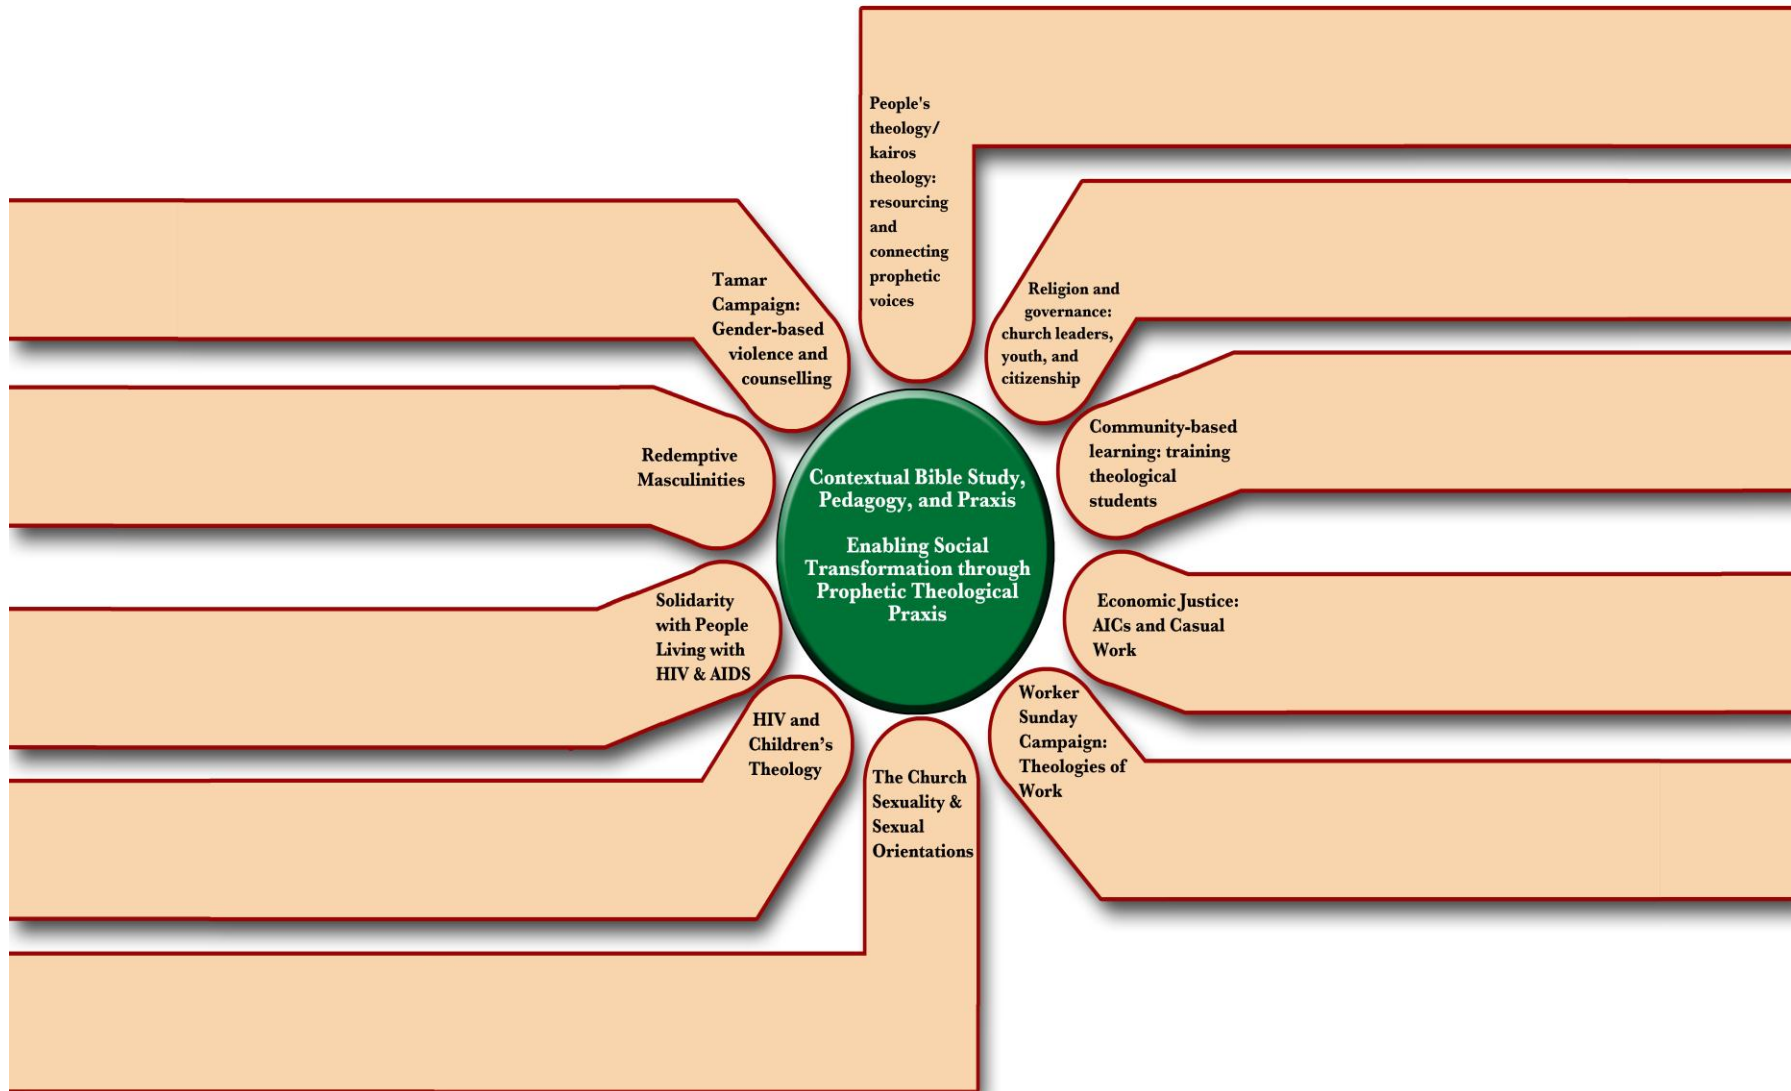 People's
theology/
kairos
theology:
resourcing
and
connecting
prophetic
voices
Religion and
governance:
church leaders,
youth, and
citizenship
Community-based
learning: training
theological
students
Economic Justice:
AICs and Casual
Work
Worker
Sunday
Campaign:
Theologies of
Work
The Church
Sexuality &
Sexual
Orientations
HIV and
Children’s
Theology
Solidarity
with People
Living with
HIV & AIDS
Redemptive
Masculinities
Tamar
Campaign:
Gender-based
violence and
counselling
Contextual Bible Study,
Pedagogy, and Praxis
Enabling Social
Transformation through
Prophetic Theological
Praxis